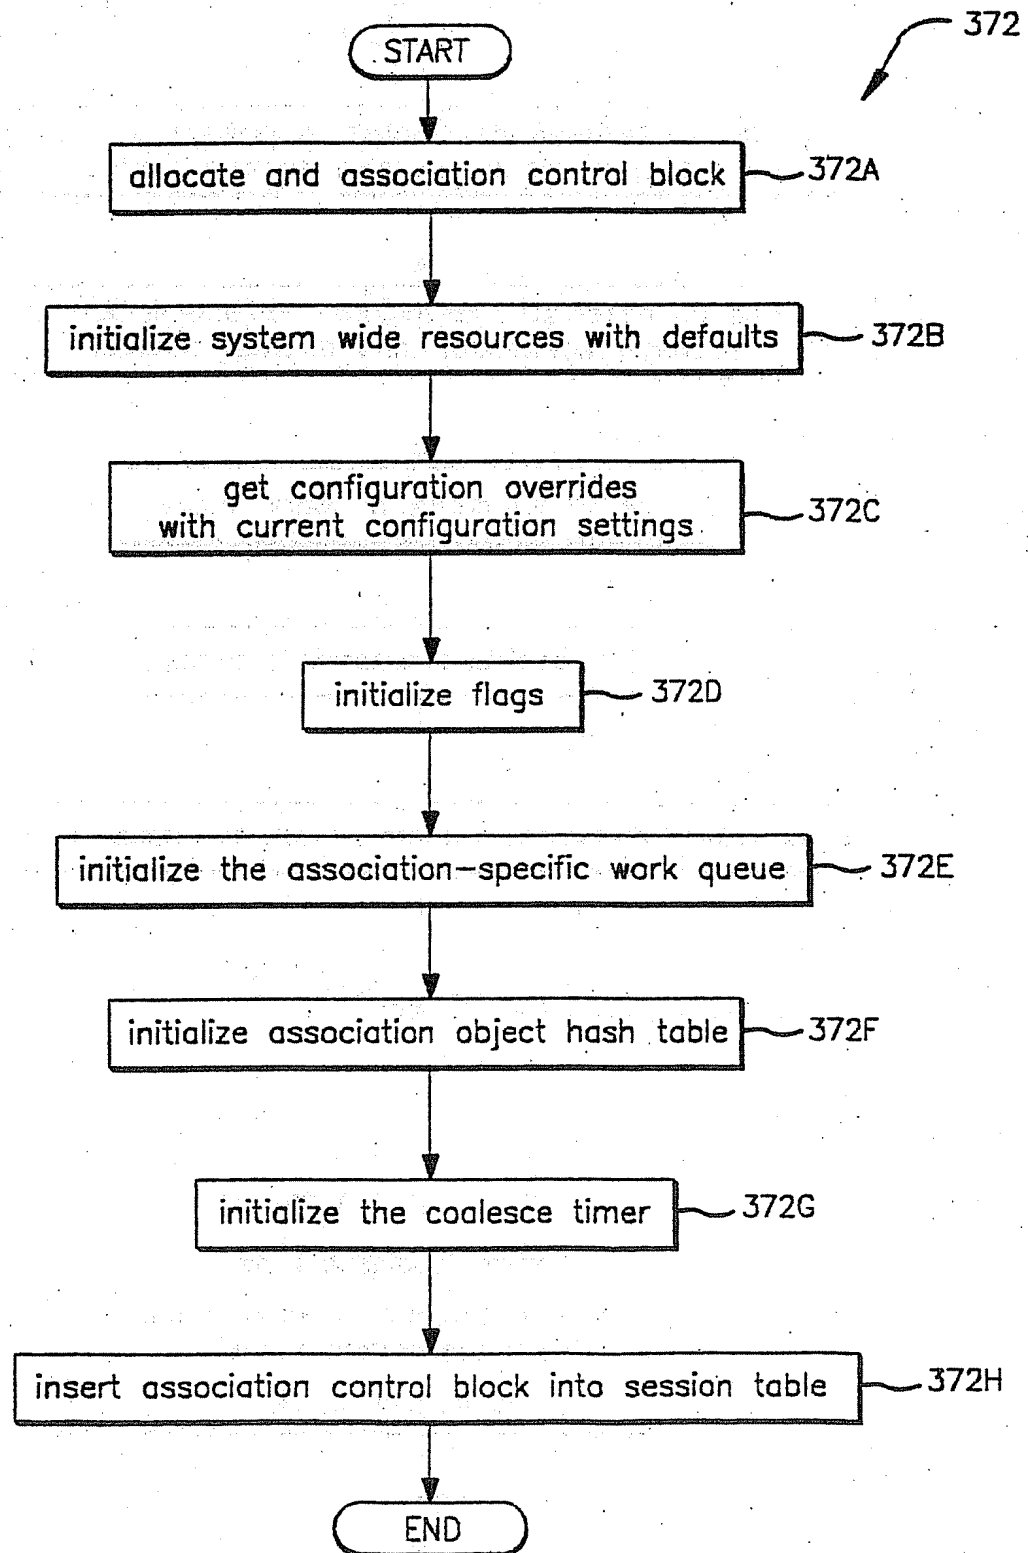 372
START
allocate and association control block
372A
initialize system wide resources with defaults
372B
get configuration overrides
with current configuration settings
372C
initialize flags
372D
initialize the association-specific work queue
372E
initialize association object hash table
372F
initialize the coalesce timer
372G
insert association control block into session table
372H
END